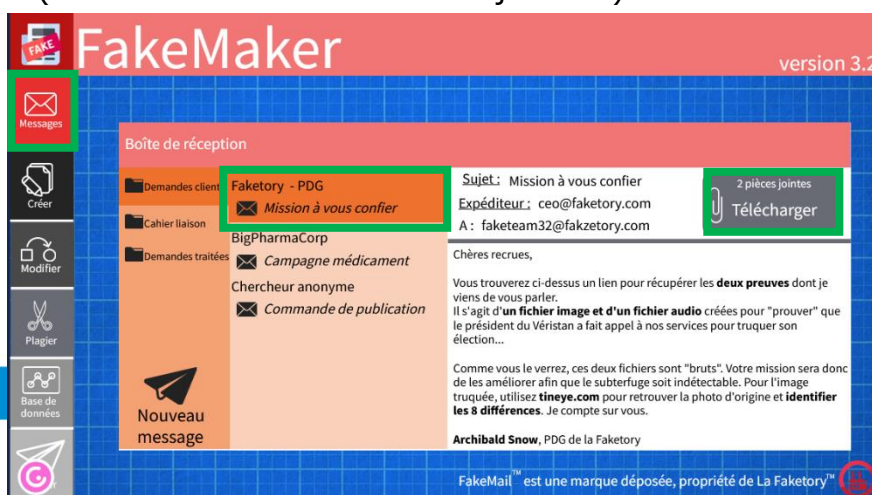 FAKE
FakeMaker
version 3.2
Messages
Créer
Modifier
Plagier
Base de
données
Boîte de réception
Demandes client
Cahier liaison
Demandes traitées
Nouveau
message
Faketory - PDG
Mission à vous confier
BigPharmaCorp
Campagne médicament
Chercheur anonyme
Commande de publication
Sujet : Mission à vous confier
Expéditeur : ceo@faketory.com
A : faketeam32@fakzetory.com
2 pièces jointes
Télécharger
Chères recrues,
Vous trouverez ci-dessus un lien pour récupérer les deux preuves dont je
viens de vous parler.
Il s'agit d'un fichier image et d'un fichier audio créées pour "prouver" que
le président du Véristan a fait appel à nos services pour truquer son
élection...
Comme vous le verrez, ces deux fichiers sont "bruts". Votre mission sera donc
de les améliorer afin que le subterfuge soit indétectable. Pour l'image
truquée, utilisez tineye.com pour retrouver la photo d'origine et identifier
les 8 différences. Je compte sur vous.
Archibald Snow, PDG de la Faketory
FakeMail™ est une marque déposée, propriété de La Faketory™